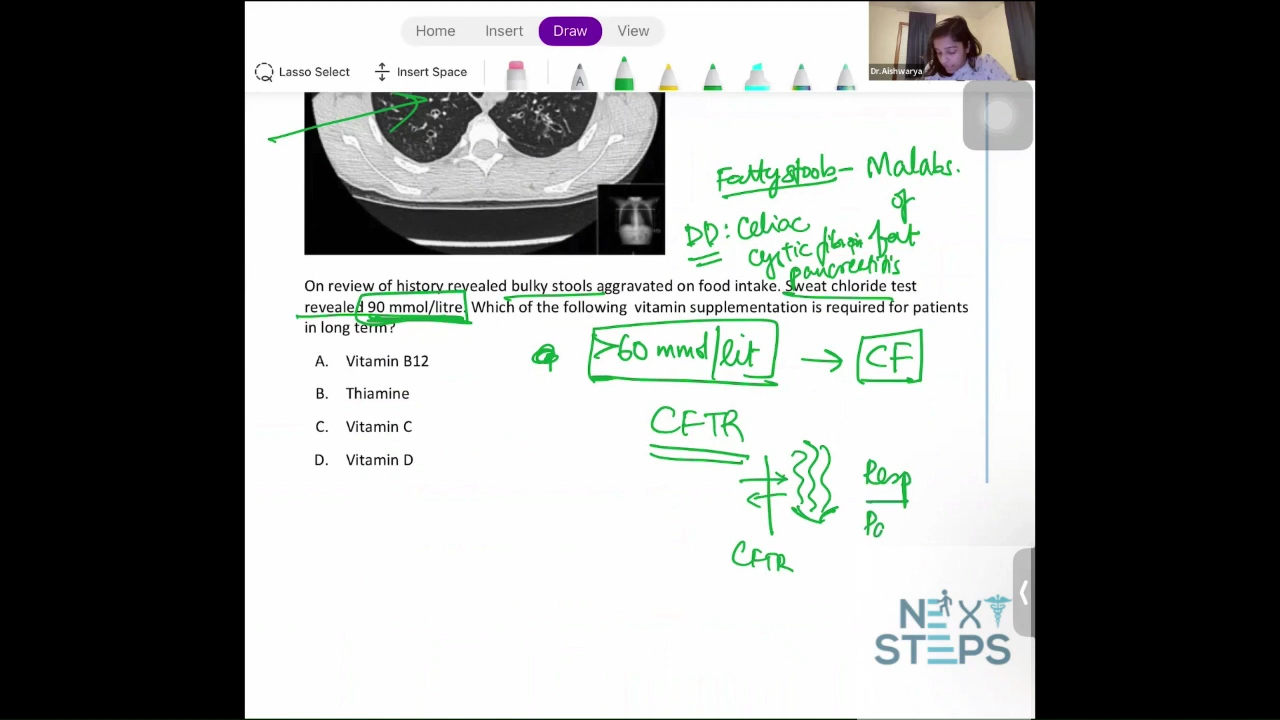 Home Insert Draw View
Lasso Select Insert Space A
Dr.Aishwarya
Fatty stools - Malabs.
of
fat
DD: Celiac
cystic fibrosis
pancreatitis
On review of history revealed bulky stools aggravated on food intake. Sweat chloride test
revealed 90 mmol/litre. Which of the following vitamin supplementation is required for patients
in long term?
>60 mmol/lit → CF
A. Vitamin B12
B. Thiamine
C. Vitamin C
D. Vitamin D
CFTR
Resp
Pa
CFTR
NEXT
STEPS